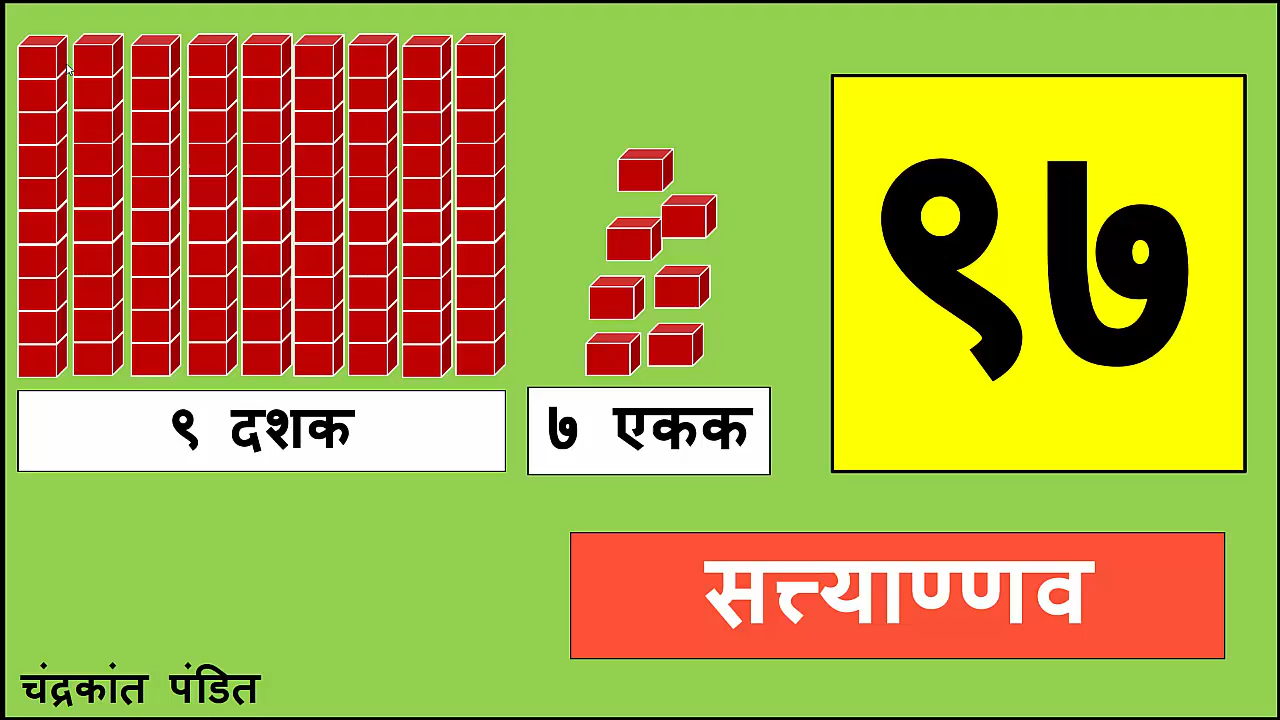 ९७
९ दशक
७ एकक
सत्त्याण्णव
चंद्रकांत पंडित